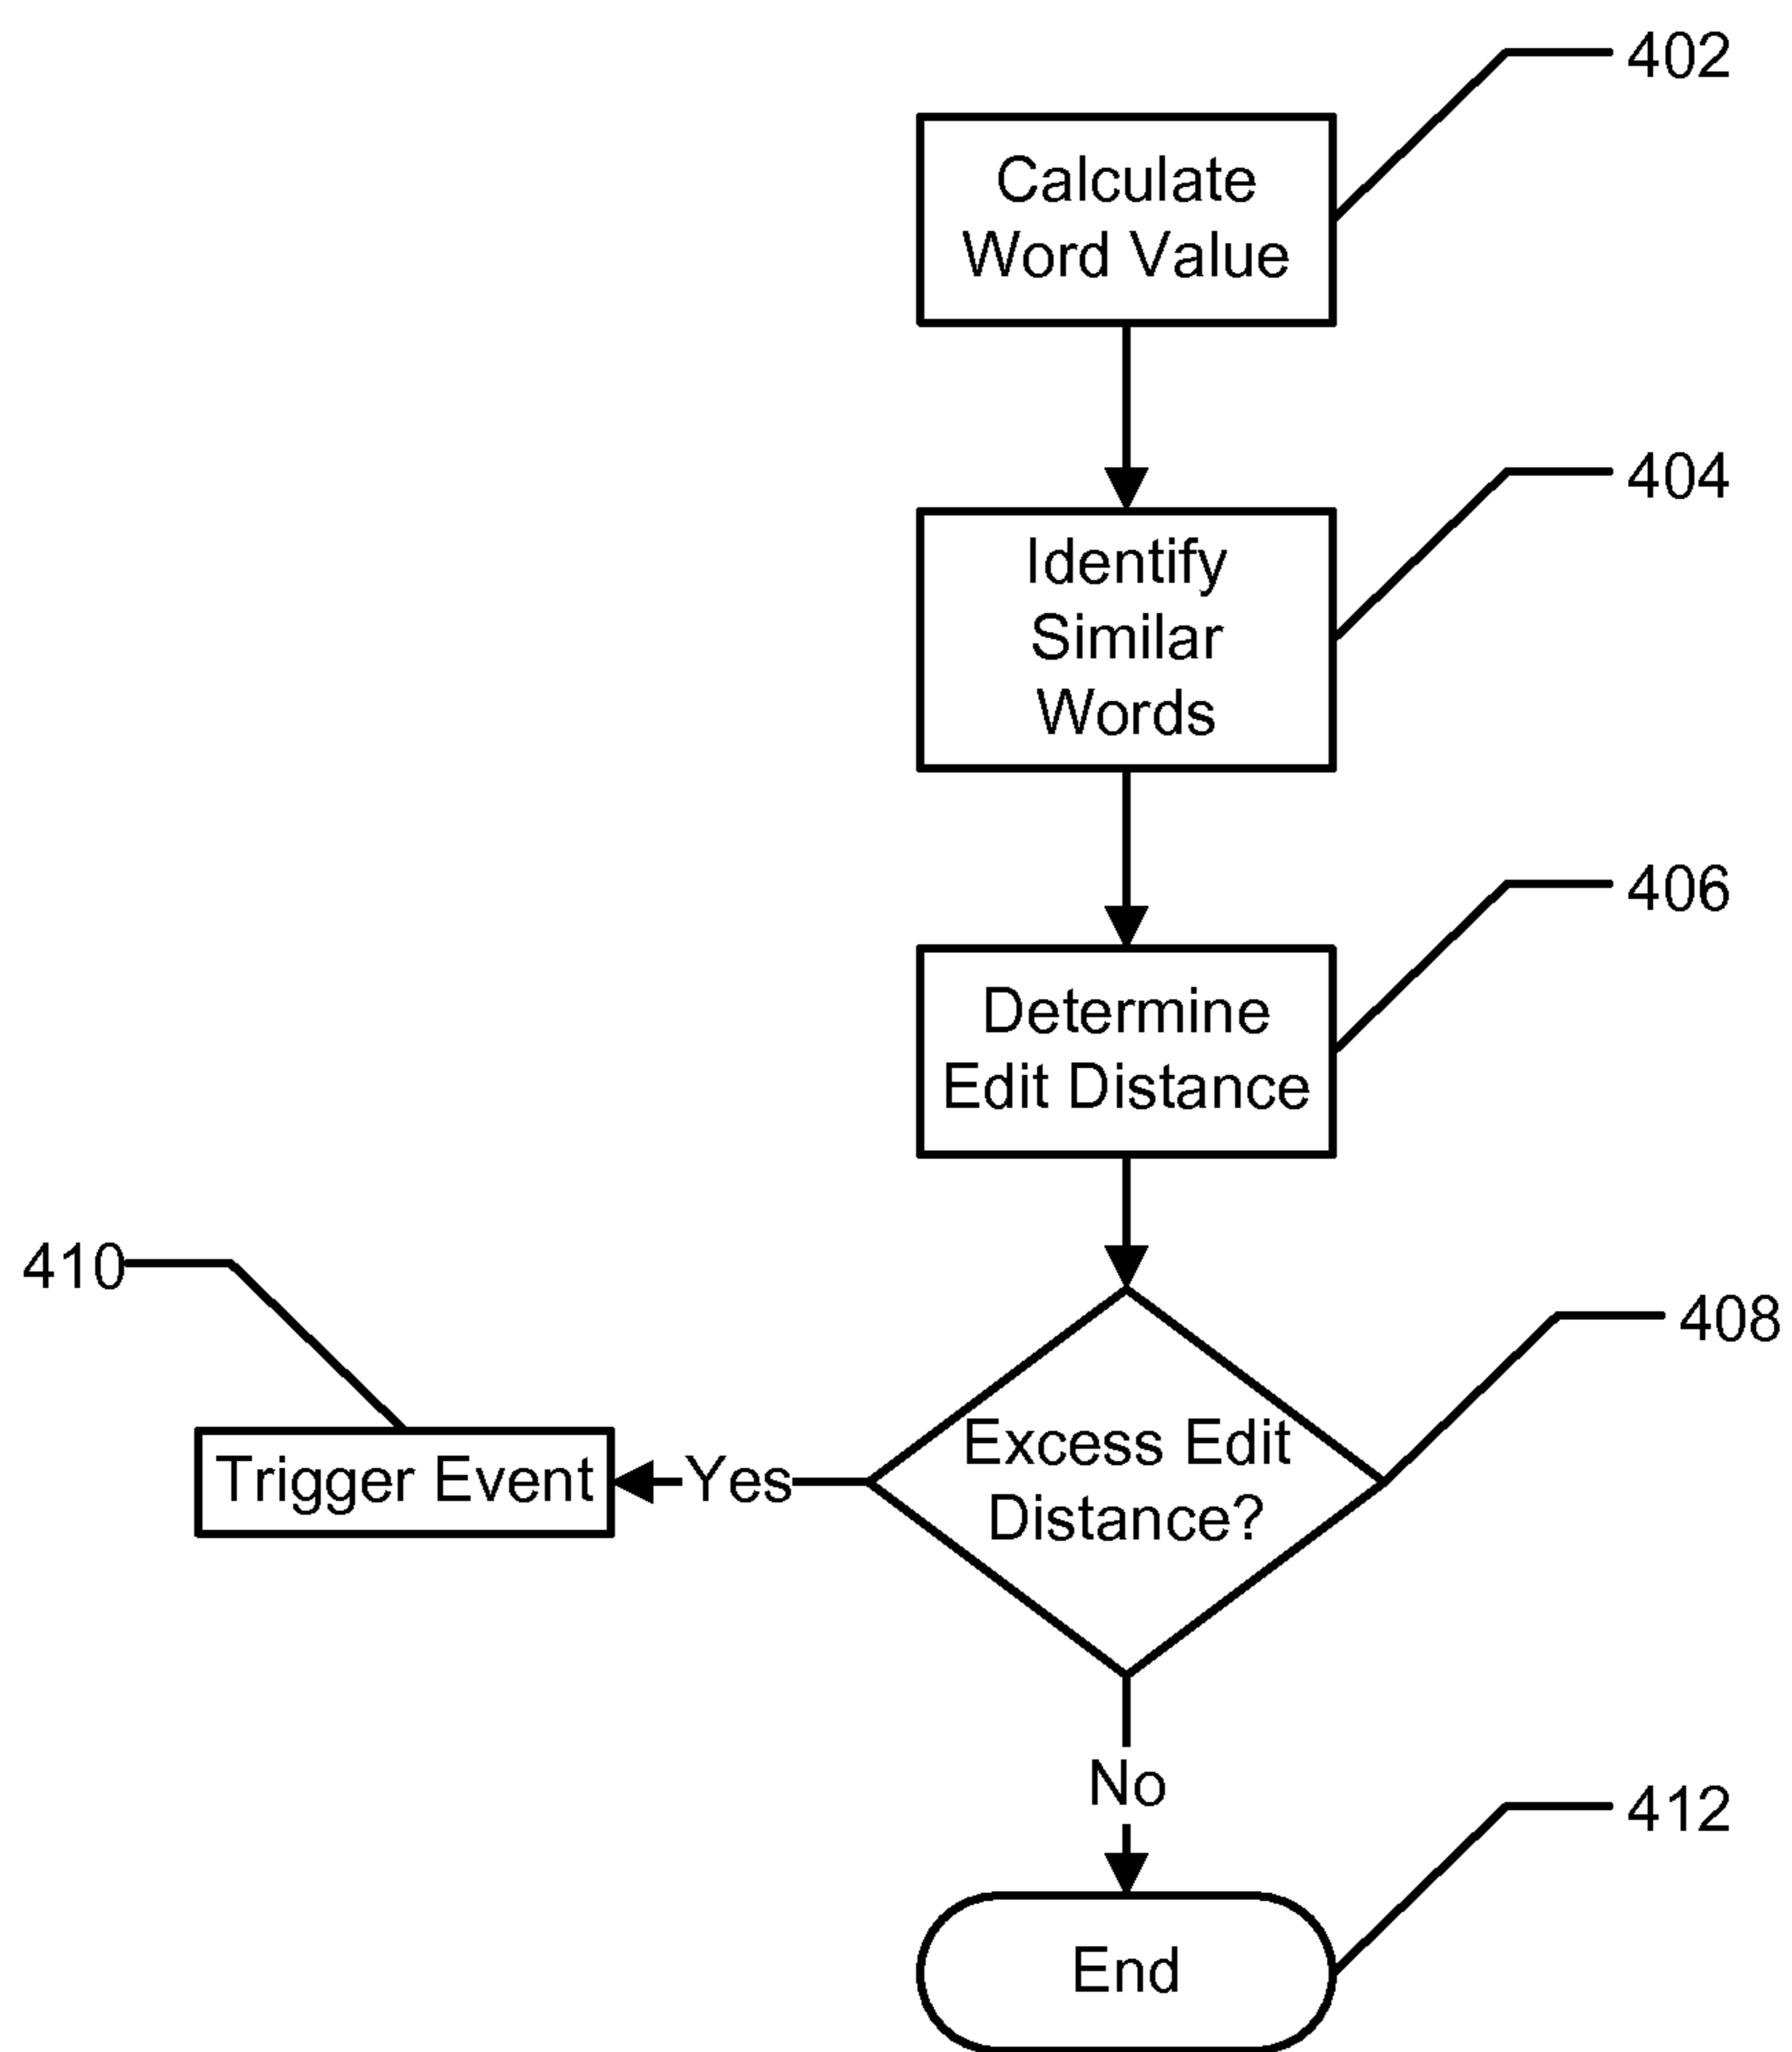 402
Calculate
Word Value
404
Identify
Similar
Words
406
Determine
Edit Distance
410
408
Excess Edit
Distance?
Yes
Trigger Event
No
412
End